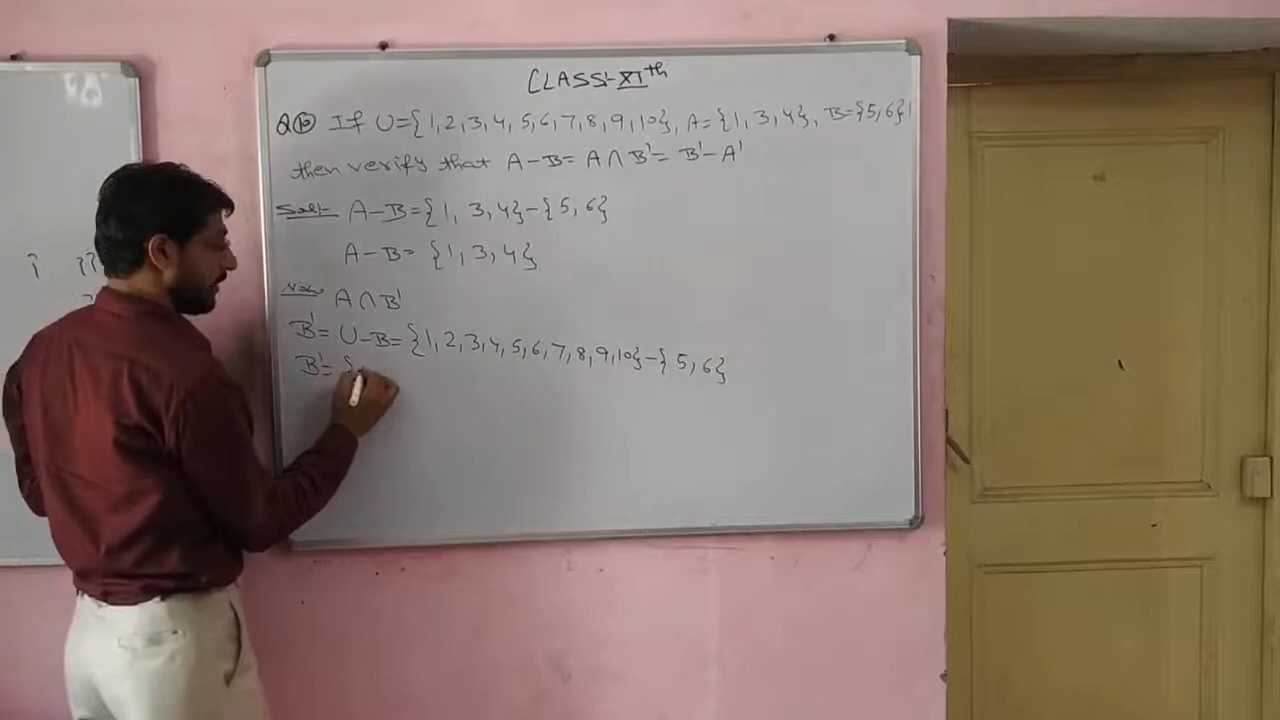 CLASS:-XIth
Q10 If U={1, 2, 3, 4, 5, 6, 7, 8, 9, 10}, A={1, 3, 4}, B={5, 6}
then verify that A-B= A∩B'= B'-A'
Sol:- A-B={1, 3, 4}-{5, 6}
A-B= {1, 3, 4}
Now A∩B'
B'= U-B={1, 2, 3, 4, 5, 6, 7, 8, 9, 10}-{5, 6}
B'= {